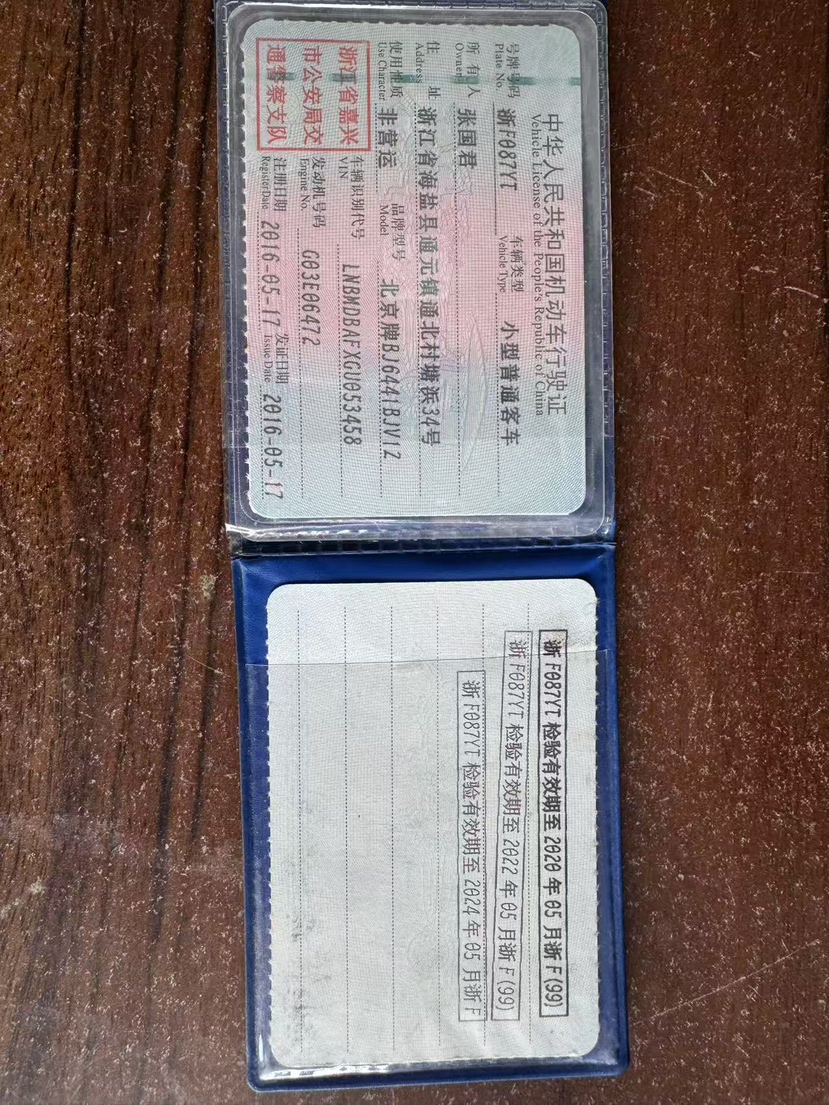 中华人民共和国机动车行驶证
Vehicle License of the People's Republic of China
号牌号码 浙F087YT 车辆类型 小型普通客车
Plate No. Vehicle Type
所有人 张国君
Owner
住址 浙江省海盐县通元镇通北村塘浜34号
Address
使用性质 非营运 品牌型号 北京牌BJ6441BJV1Z
Use Character Model
浙江省嘉兴
市公安局交
通警察支队
车辆识别代号 LNBMDBAFXGU053458
VIN
发动机号码 G03E06472
Engine No.
注册日期 2016-05-17 发证日期 2016-05-17
Register Date Issue Date
浙F087YT 检验有效期至 2020年05月浙F(99)
浙F087YT 检验有效期至 2022年05月浙F(99)
浙F087YT 检验有效期至 2024年05月浙F